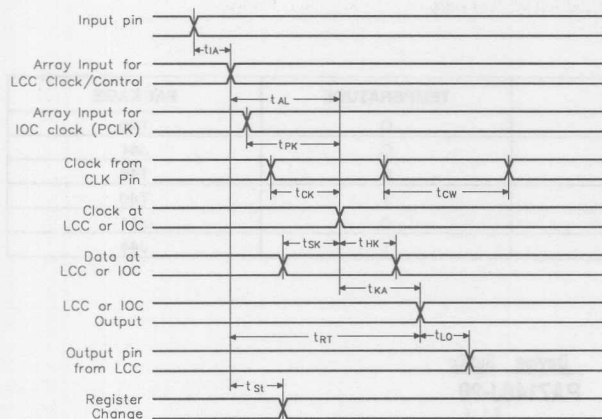 Input pin
tIA
Array Input for
LCC Clock/Control
tAL
Array Input for
IOC clock (PCLK)
tPK
Clock from
CLK Pin
tCK
tCW
Clock at
LCC or IOC
tSK
tHK
Data at
LCC or IOC
tKA
LCC or IOC
Output
tRT
tLO
Output pin
from LCC
tSt
Register
Change